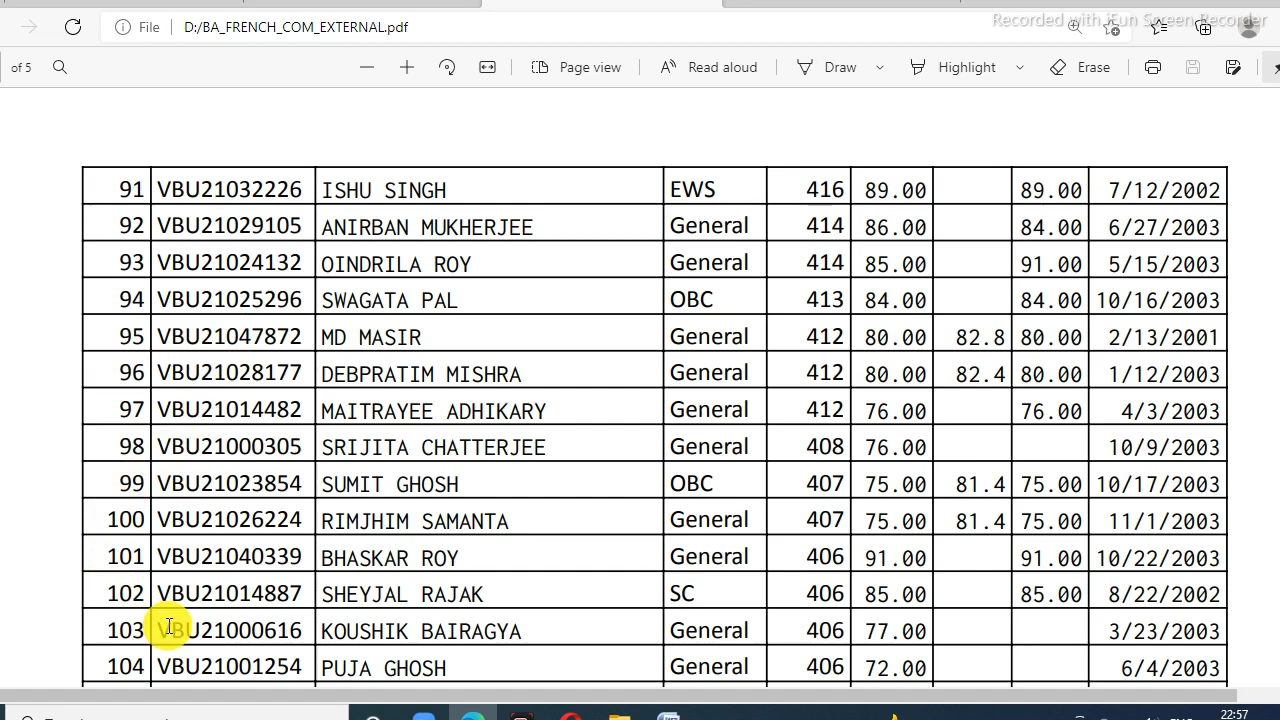 Recorded with iFun Screen Recorder
File D:/BA_FRENCH_COM_EXTERNAL.pdf
of 5 Page view Read aloud Draw Highlight Erase
91 VBU21032226 ISHU SINGH EWS 416 89.00 89.00 7/12/2002
92 VBU21029105 ANIRBAN MUKHERJEE General 414 86.00 84.00 6/27/2003
93 VBU21024132 OINDRILA ROY General 414 85.00 91.00 5/15/2003
94 VBU21025296 SWAGATA PAL OBC 413 84.00 84.00 10/16/2003
95 VBU21047872 MD MASIR General 412 80.00 82.8 80.00 2/13/2001
96 VBU21028177 DEBPRATIM MISHRA General 412 80.00 82.4 80.00 1/12/2003
97 VBU21014482 MAITRAYEE ADHIKARY General 412 76.00 76.00 4/3/2003
98 VBU21000305 SRIJITA CHATTERJEE General 408 76.00 10/9/2003
99 VBU21023854 SUMIT GHOSH OBC 407 75.00 81.4 75.00 10/17/2003
100 VBU21026224 RIMJHIM SAMANTA General 407 75.00 81.4 75.00 11/1/2003
101 VBU21040339 BHASKAR ROY General 406 91.00 91.00 10/22/2003
102 VBU21014887 SHEYJAL RAJAK SC 406 85.00 85.00 8/22/2002
103 VBU21000616 KOUSHIK BAIRAGYA General 406 77.00 3/23/2003
104 VBU21001254 PUJA GHOSH General 406 72.00 6/4/2003
22:57